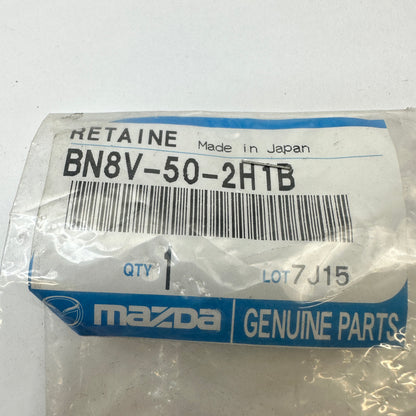 RETAINE Made in Japan
BN8V-50-2H1B
QTY 1 LOT 7J15
mazda GENUINE PARTS